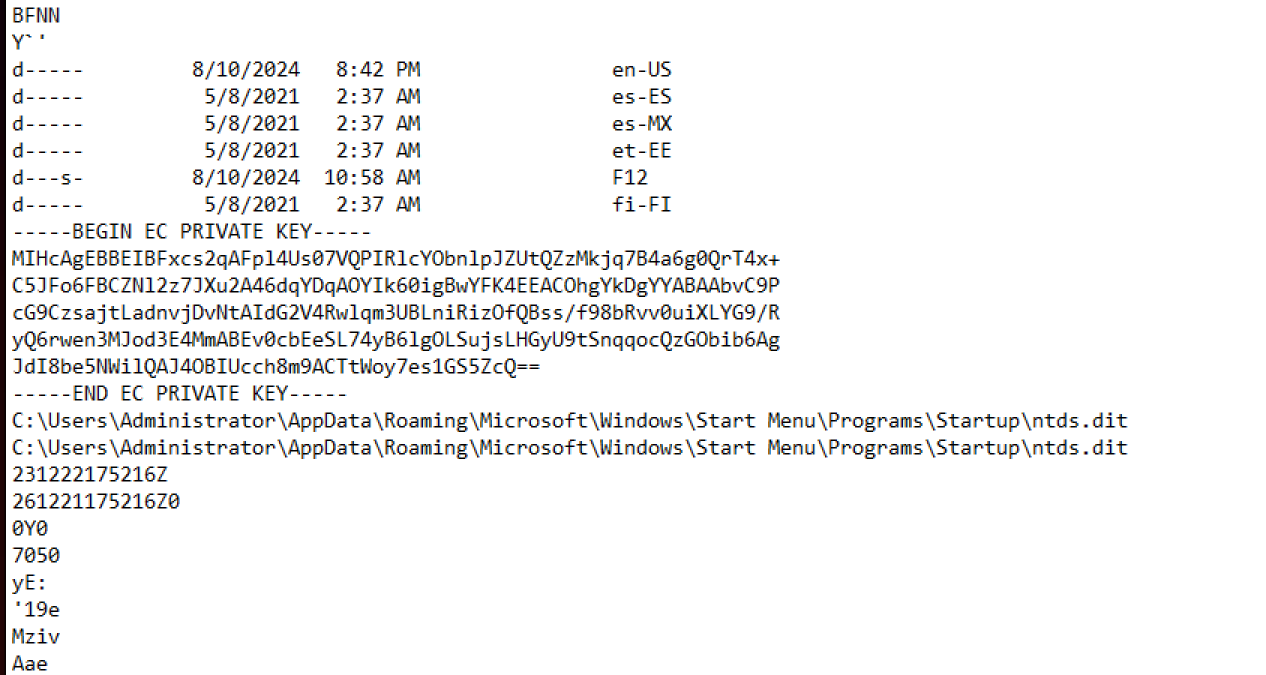 BFNN
Y`'
d-----         8/10/2024   8:42 PM                en-US
d-----          5/8/2021   2:37 AM                es-ES
d-----          5/8/2021   2:37 AM                es-MX
d-----          5/8/2021   2:37 AM                et-EE
d---s-         8/10/2024  10:58 AM                F12
d-----          5/8/2021   2:37 AM                fi-FI
-----BEGIN EC PRIVATE KEY-----
MIHcAgEBBEIBFxcs2qAFpl4Us07VQPIRlcYObnlpJZUtQZzMkjq7B4a6g0QrT4x+
C5JFo6FBCZNl2z7JXu2A46dqYDqAOYIk60igBwYFK4EEACOhgYkDgYYABAAbvC9P
cG9CzsajtLadnvjDvNtAIdG2V4Rwlqm3UBLniRizOfQBss/f98bRvv0uiXLYG9/R
yQ6rwen3MJod3E4MmABEv0cbEeSL74yB6lgOLSujsLHGyU9tSnqqocQzGObib6Ag
JdI8be5NWilQAJ4OBIUcch8m9ACTtWoy7es1GS5ZcQ==
-----END EC PRIVATE KEY-----
C:\Users\Administrator\AppData\Roaming\Microsoft\Windows\Start Menu\Programs\Startup\ntds.dit
C:\Users\Administrator\AppData\Roaming\Microsoft\Windows\Start Menu\Programs\Startup\ntds.dit
231222175216Z
261221175216Z0
0Y0
7050
yE:
'19e
Mziv
Aae